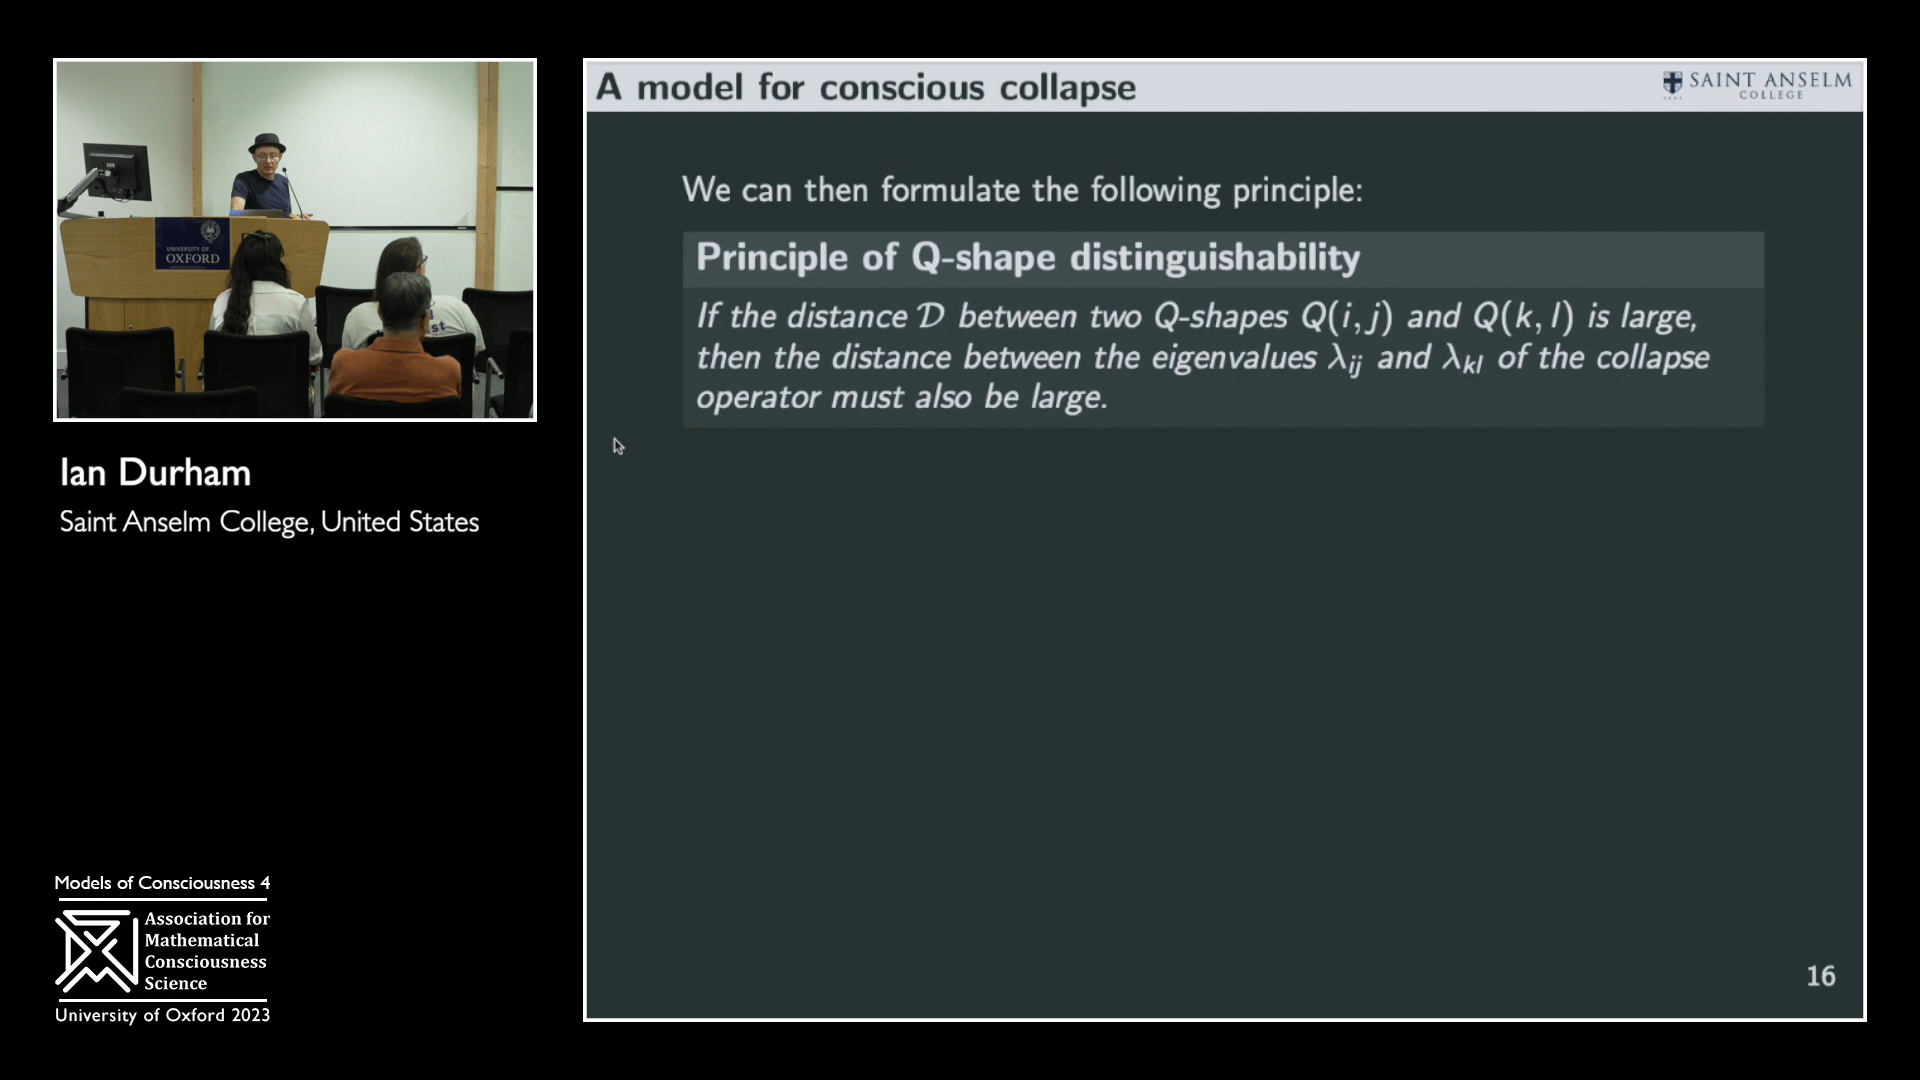 A model for conscious collapse
SAINT ANSELM
COLLEGE
We can then formulate the following principle:
Principle of Q-shape distinguishability
If the distance 𝒟 between two Q-shapes Q(i, j) and Q(k, l) is large,
then the distance between the eigenvalues λij and λkl of the collapse
operator must also be large.
16
UNIVERSITY OF
OXFORD
st
Ian Durham
Saint Anselm College, United States
Models of Consciousness 4
Association for
Mathematical
Consciousness
Science
University of Oxford 2023